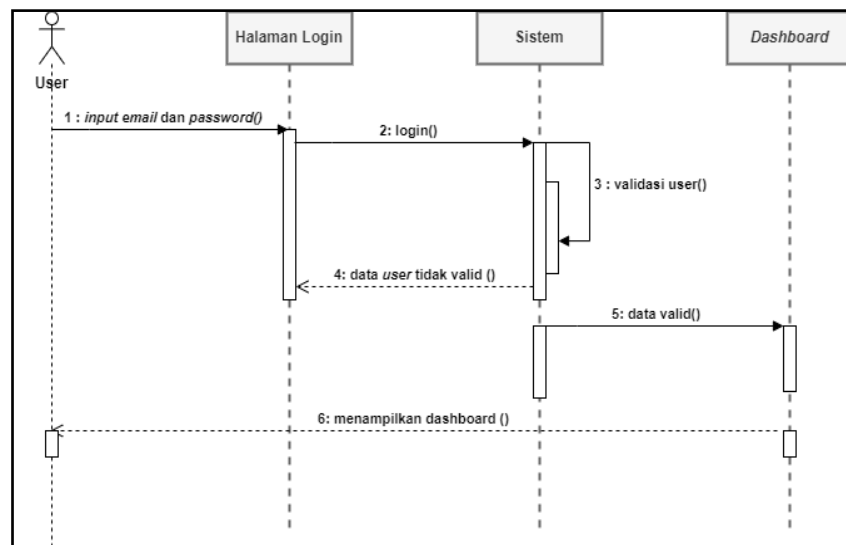 Halaman Login
Sistem
Dashboard
User
1 : input email dan password()
2: login()
3 : validasi user()
4: data user tidak valid ()
5: data valid()
6: menampilkan dashboard ()